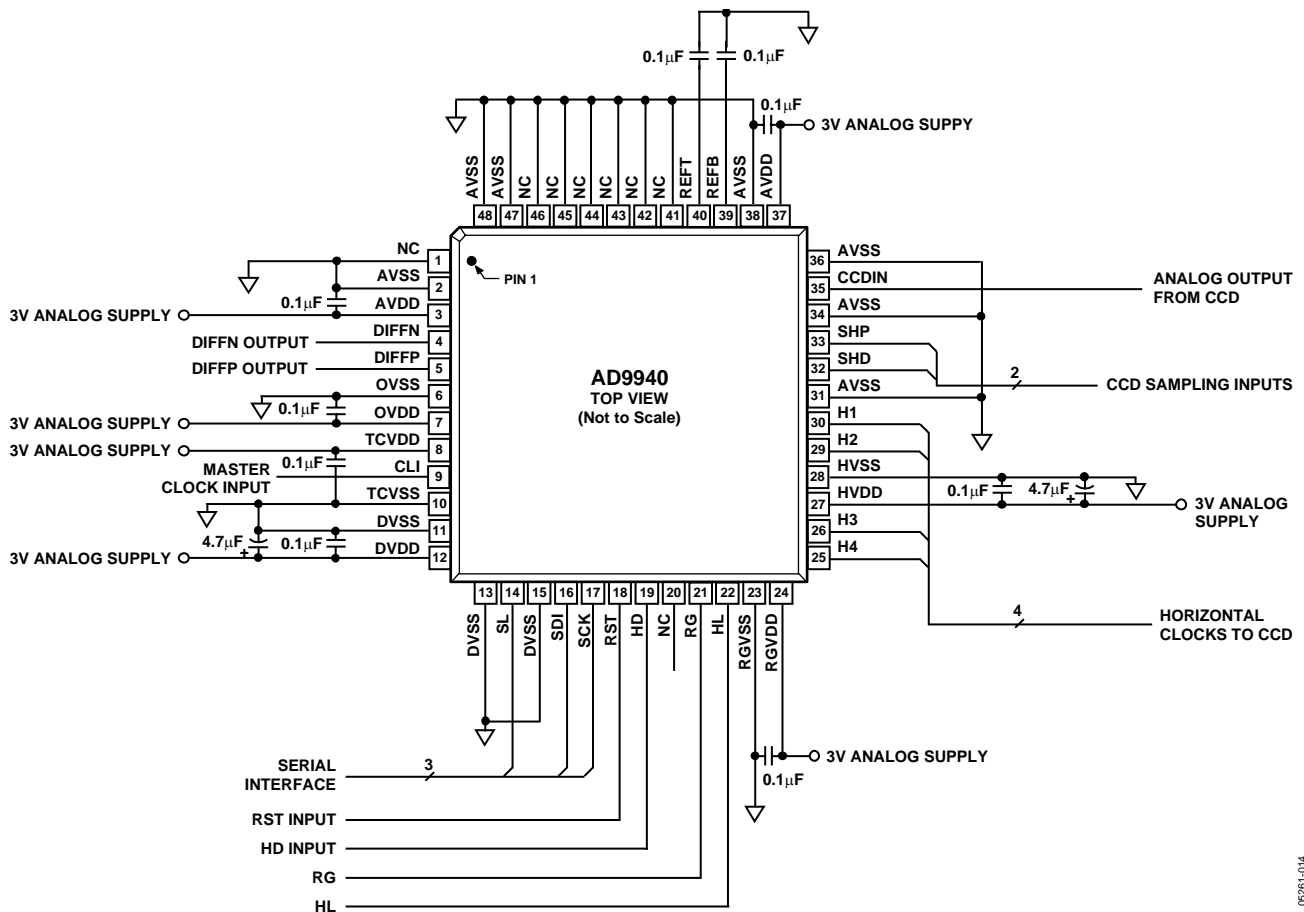 0.1µF
0.1µF
0.1µF
3V ANALOG SUPPY
AVSS
AVSS
NC
NC
NC
NC
NC
NC
REFT
REFB
AVSS
AVDD
48
47
46
45
44
43
42
41
40
39
38
37
NC
AVSS
0.1µF
AVDD
3V ANALOG SUPPLY
DIFFN
DIFFN OUTPUT
DIFFP
DIFFP OUTPUT
OVSS
0.1µF
OVDD
3V ANALOG SUPPLY
TCVDD
3V ANALOG SUPPLY
0.1µF
CLI
MASTER
CLOCK INPUT
TCVSS
DVSS
4.7µF
+
0.1µF
DVDD
3V ANALOG SUPPLY
1
2
3
4
5
6
7
8
9
10
11
12
PIN 1
AD9940
TOP VIEW
(Not to Scale)
36
35
34
33
32
31
30
29
28
27
26
25
AVSS
CCDIN
AVSS
SHP
SHD
AVSS
H1
H2
HVSS
HVDD
H3
H4
ANALOG OUTPUT
FROM CCD
2
CCD SAMPLING INPUTS
0.1µF
4.7µF
+
3V ANALOG
SUPPLY
4
HORIZONTAL
CLOCKS TO CCD
13
14
15
16
17
18
19
20
21
22
23
24
DVSS
SL
DVSS
SDI
SCK
RST
HD
NC
RG
HL
RGVSS
RGVDD
3V ANALOG SUPPLY
0.1µF
SERIAL
INTERFACE
3
RST INPUT
HD INPUT
RG
HL
05261-014